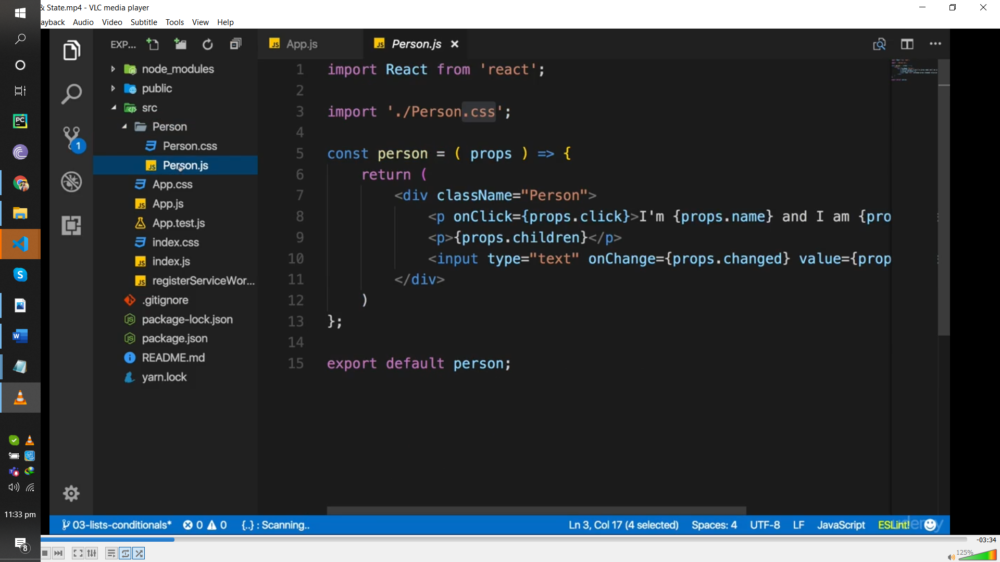 & State.mp4 - VLC media player
ayback Audio Video Subtitle Tools View Help
EXP...
App.js
Person.js
node_modules
public
src
Person
Person.css
Person.js
App.css
App.js
App.test.js
index.css
index.js
registerServiceWor...
.gitignore
package-lock.json
package.json
README.md
yarn.lock
1
1 import React from 'react';
2
3 import './Person.css';
4
5 const person = ( props ) => {
6 return (
7 <div className="Person">
8 <p onClick={props.click}>I'm {props.name} and I am {pro
9 <p>{props.children}</p>
10 <input type="text" onChange={props.changed} value={prop
11 </div>
12 )
13 };
14
15 export default person;
03-lists-conditionals* 0 0 {..} : Scanning.. Ln 3, Col 17 (4 selected) Spaces: 4 UTF-8 LF JavaScript ESLint!
udemy
11:33 pm
8
-03:34
125%